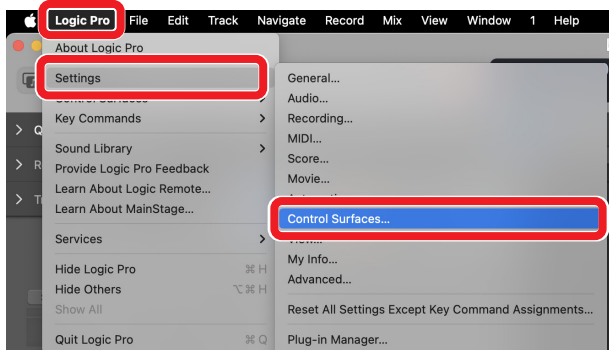 Logic Pro File Edit Track Navigate Record Mix View Window 1 Help
About Logic Pro
Settings
Control Surfaces
Key Commands
Sound Library
Provide Logic Pro Feedback
Learn About Logic Remote...
Learn About MainStage...
Services
Hide Logic Pro ⌘ H
Hide Others ⌥ ⌘ H
Show All
Quit Logic Pro ⌘ Q
General...
Audio...
Recording...
MIDI...
Score...
Movie...
Control Surfaces...
View...
My Info...
Advanced...
Reset All Settings Except Key Command Assignments...
Plug-in Manager...